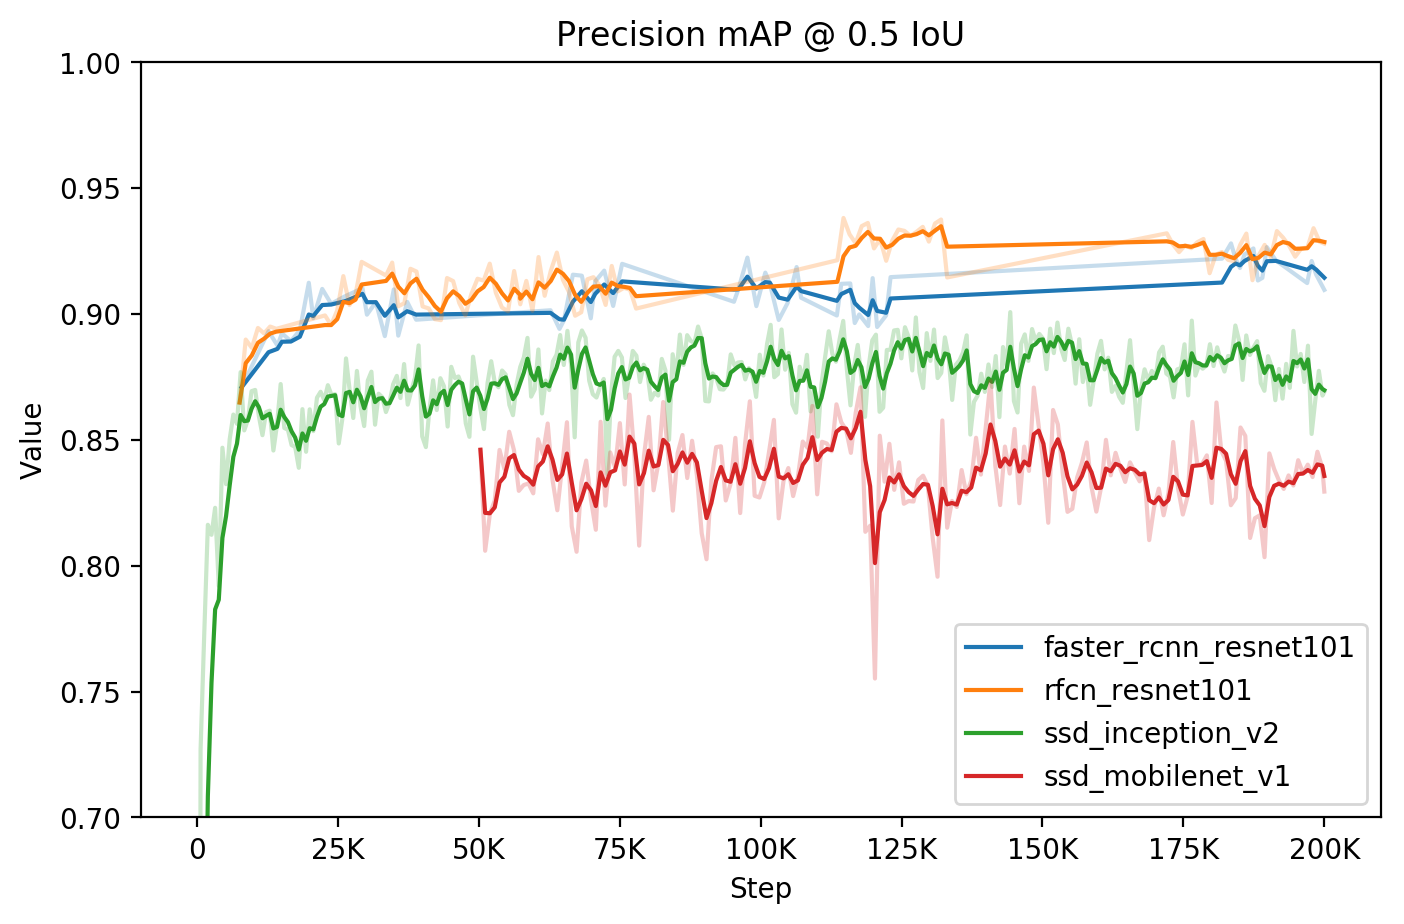 Precision mAP @ 0.5 IoU
1.00
0.95
0.90
0.85
0.80
0.75
0.70
Value
0 25K 50K 75K 100K 125K 150K 175K 200K
Step
faster_rcnn_resnet101
rfcn_resnet101
ssd_inception_v2
ssd_mobilenet_v1